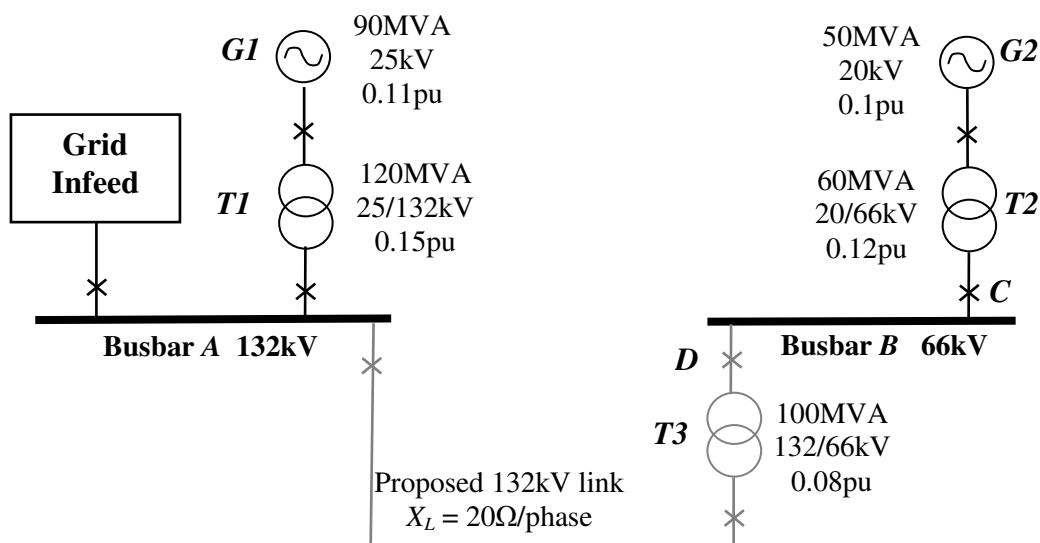 G1
90MVA
25kV
0.11pu
Grid
Infeed
T1
120MVA
25/132kV
0.15pu
Busbar A 132kV
Proposed 132kV link
X_L = 20Ω/phase
50MVA
20kV
0.1pu
G2
60MVA
20/66kV
0.12pu
T2
C
Busbar B 66kV
D
T3
100MVA
132/66kV
0.08pu